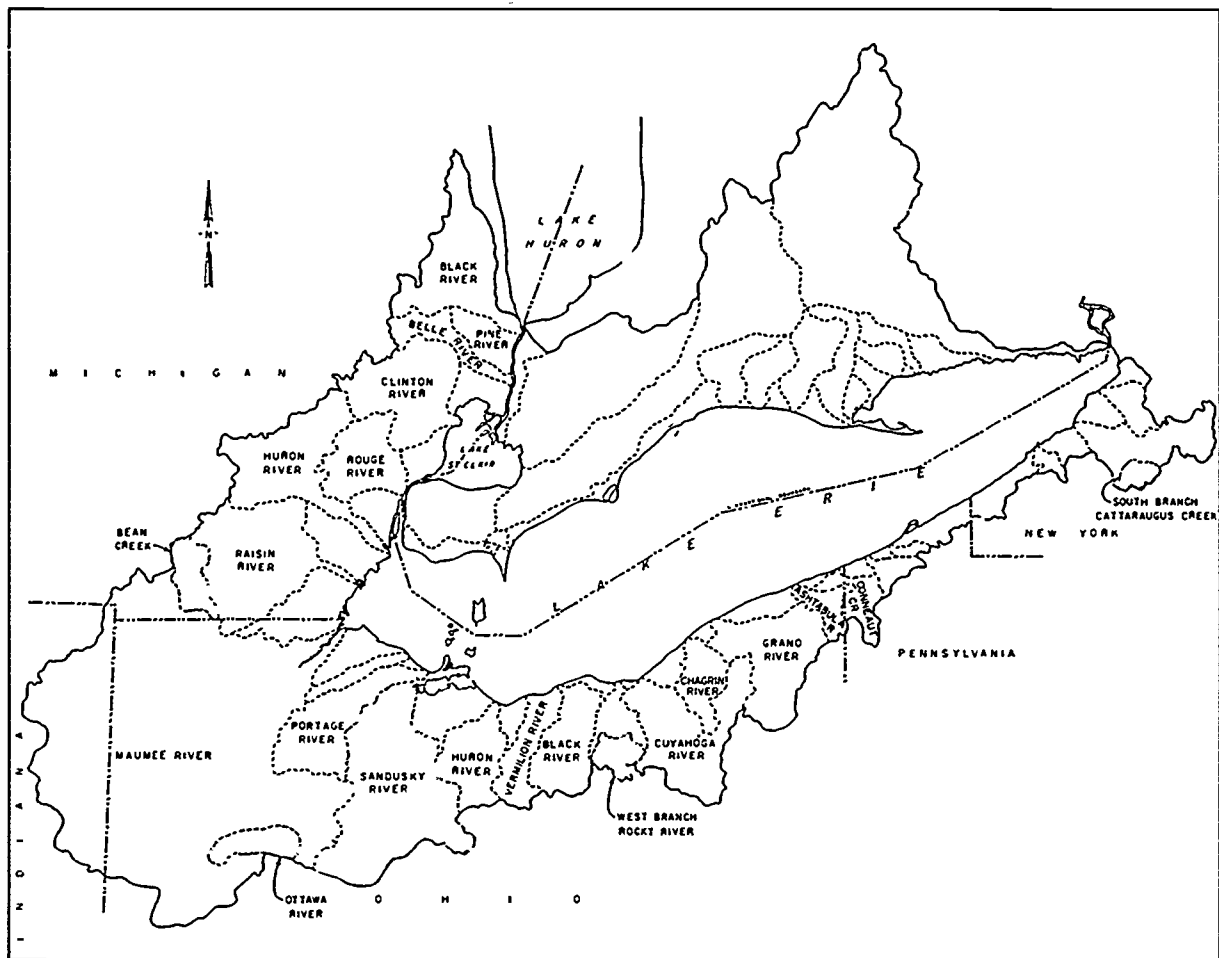 N
LAKE
HURON
BLACK
RIVER
BELLE RIVER
PINE
RIVER
MICHIGAN
CLINTON
RIVER
HURON
RIVER
ROUGE
RIVER
LAKE
ST CLAIR
BEAN
CREEK
RAISIN
RIVER
LAKE ERIE
SOUTH BRANCH
CATTARAUGUS CREEK
NEW YORK
ASHTABULA
R.
CONNEAUT
CR.
GRAND
RIVER
PENNSYLVANIA
CHAGRIN
RIVER
PORTAGE
RIVER
MAUMEE RIVER
SANDUSKY
RIVER
HURON
RIVER
VERMILION RIVER
BLACK
RIVER
CUYAHOGA
RIVER
WEST BRANCH
ROCKY RIVER
OTTAWA
RIVER
OHIO
INDIANA